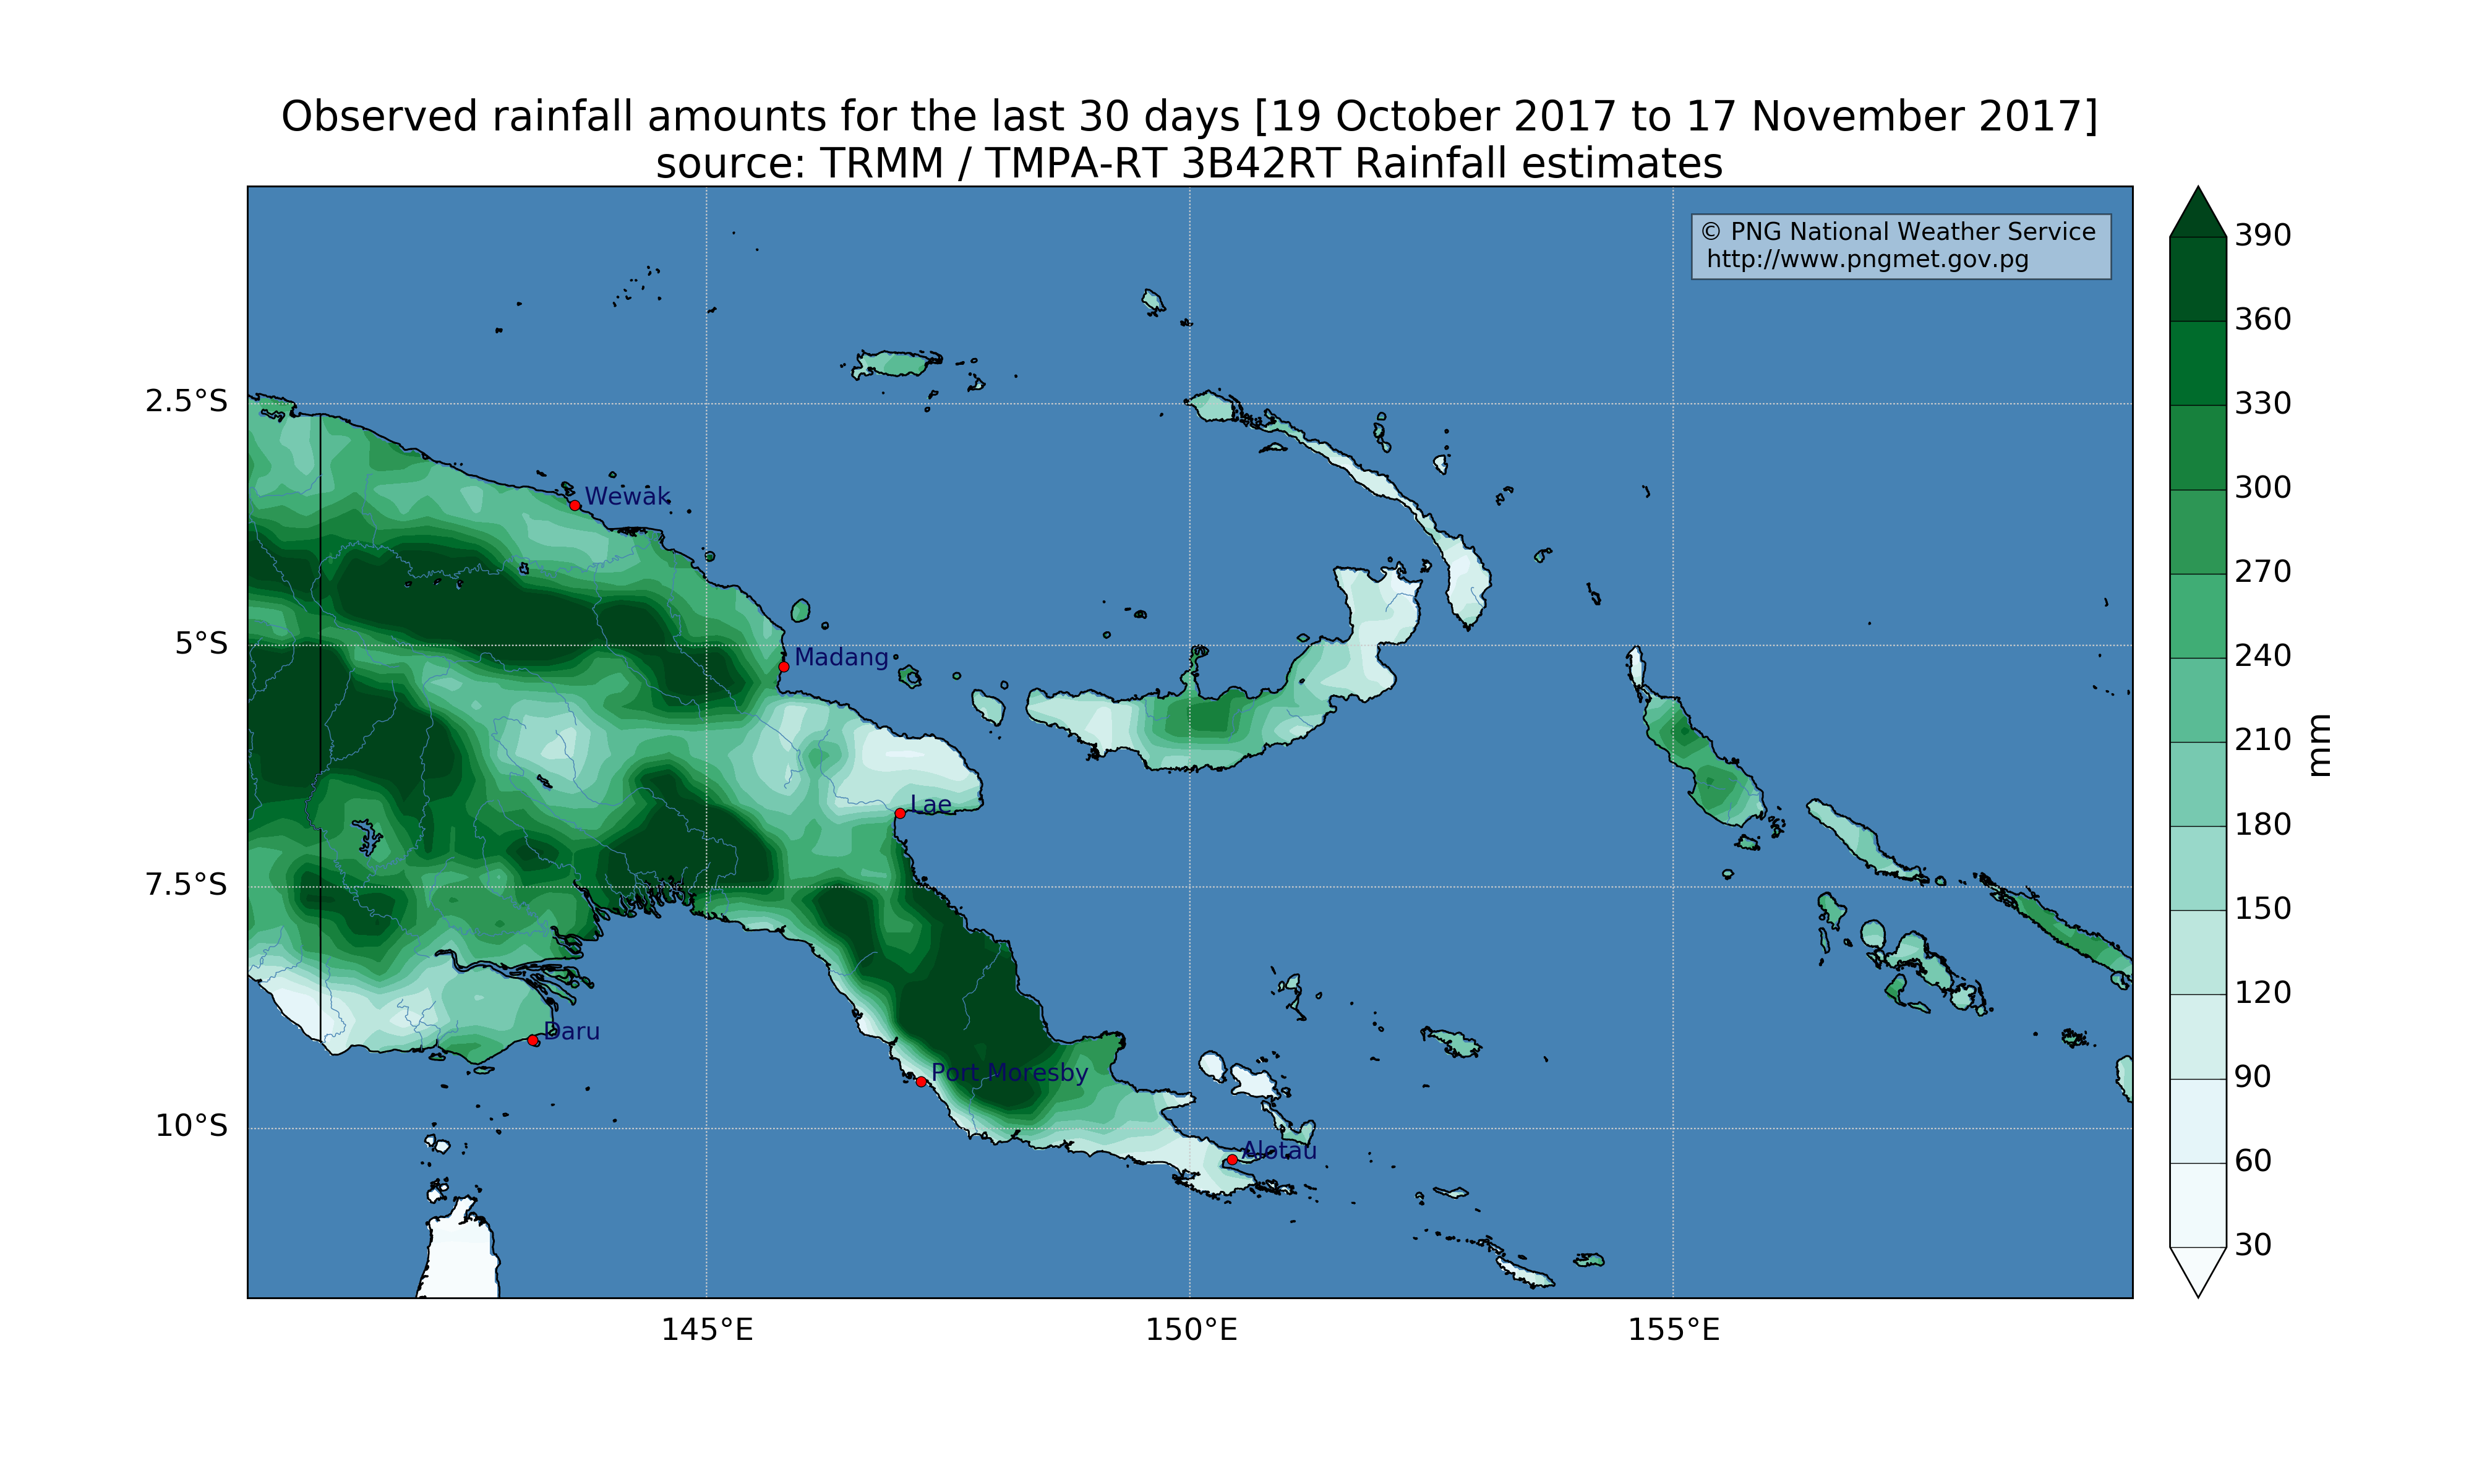 Observed rainfall amounts for the last 30 days [19 October 2017 to 17 November 2017]
source: TRMM / TMPA-RT 3B42RT Rainfall estimates
© PNG National Weather Service
http://www.pngmet.gov.pg
390
360
330
300
270
240
210
180
150
120
90
60
30
mm
2.5°S
5°S
7.5°S
10°S
Wewak
Madang
Lae
Daru
Port Moresby
Alotau
145°E
150°E
155°E